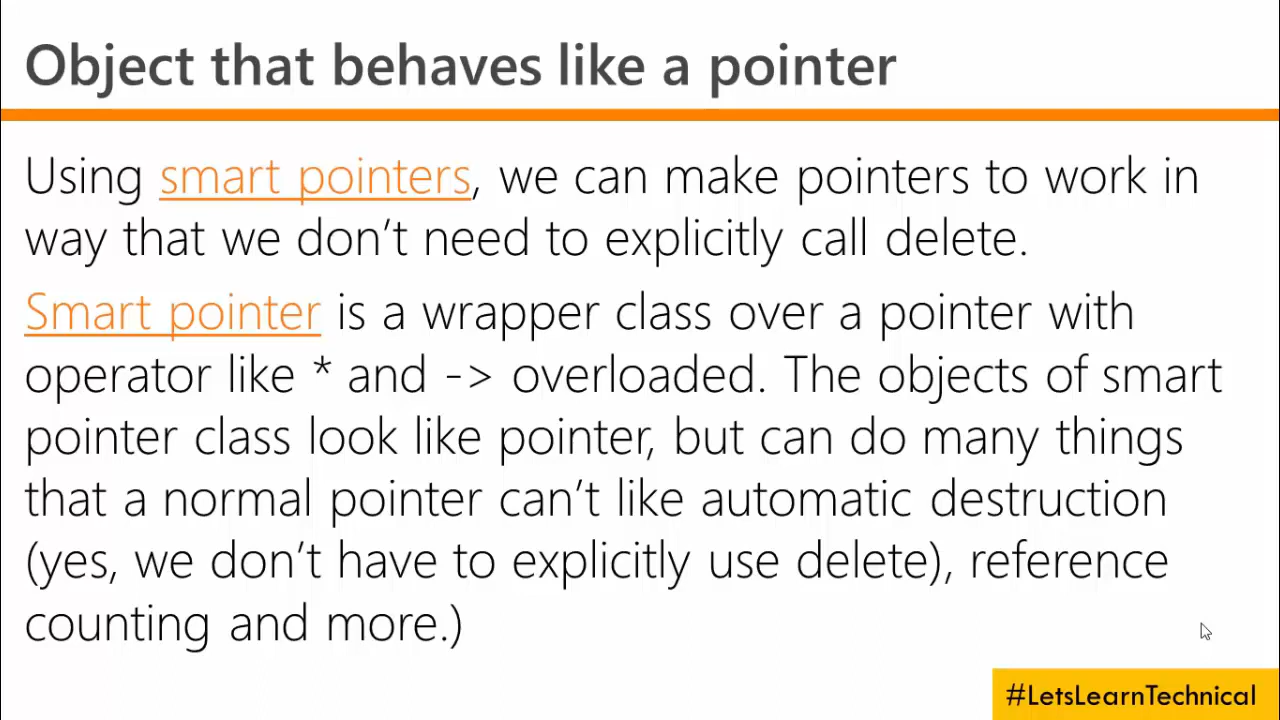 Object that behaves like a pointer
Using smart pointers, we can make pointers to work in
way that we don’t need to explicitly call delete.
Smart pointer is a wrapper class over a pointer with
operator like * and -> overloaded. The objects of smart
pointer class look like pointer, but can do many things
that a normal pointer can’t like automatic destruction
(yes, we don’t have to explicitly use delete), reference
counting and more.)
#LetsLearnTechnical